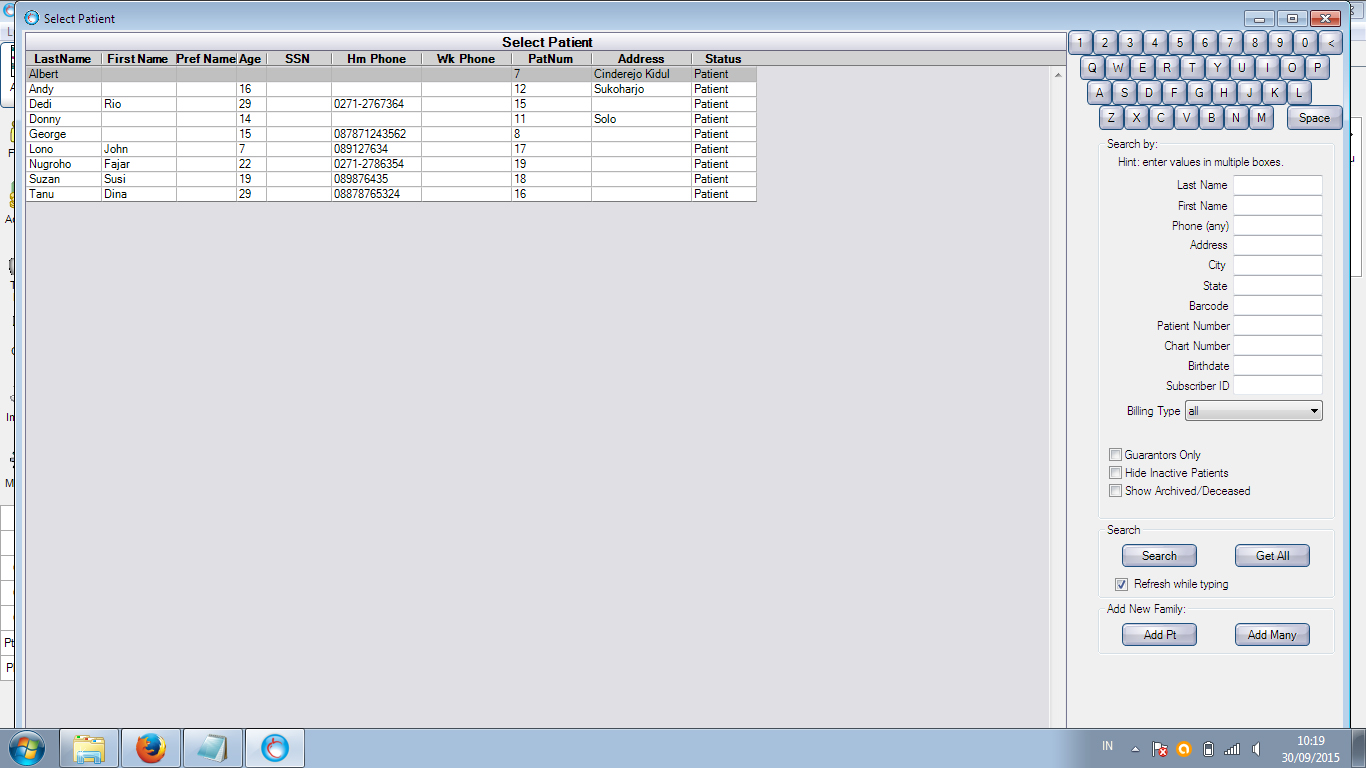 Select Patient
Select Patient
LastName First Name Pref Name Age SSN Hm Phone Wk Phone PatNum Address Status
Albert 7 Cinderejo Kidul Patient
Andy 16 12 Sukoharjo Patient
Dedi Rio 29 0271-2767364 15 Patient
Donny 14 11 Solo Patient
George 15 087871243562 8 Patient
Lono John 7 089127634 17 Patient
Nugroho Fajar 22 0271-2786354 19 Patient
Suzan Susi 19 089876435 18 Patient
Tanu Dina 29 08878765324 16 Patient
1 2 3 4 5 6 7 8 9 0 <
Q W E R T Y U I O P
A S D F G H J K L
Z X C V B N M Space
Search by:
Hint: enter values in multiple boxes.
Last Name
First Name
Phone (any)
Address
City
State
Barcode
Patient Number
Chart Number
Birthdate
Subscriber ID
Billing Type all
Guarantors Only
Hide Inactive Patients
Show Archived/Deceased
Search
Search Get All
Refresh while typing
Add New Family:
Add Pt Add Many
IN
10:19
30/09/2015